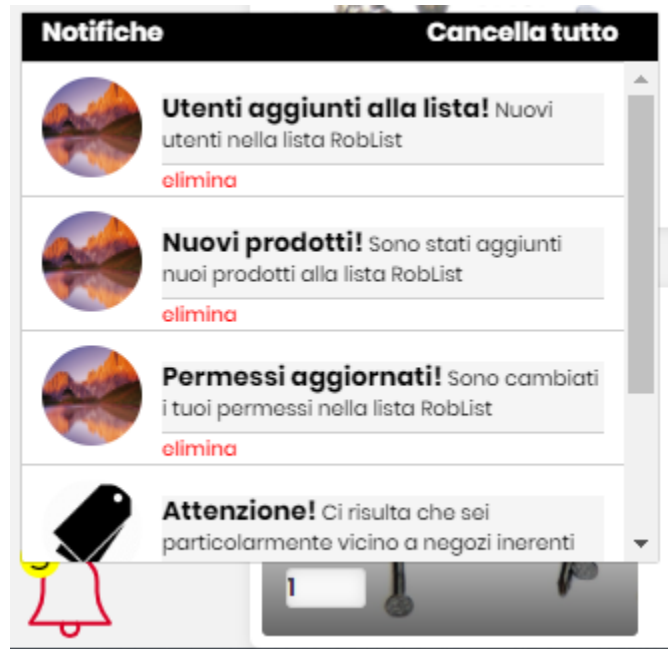 Notifiche Cancella tutto
Utenti aggiunti alla lista! Nuovi
utenti nella lista RobList
elimina
Nuovi prodotti! Sono stati aggiunti
nuoi prodotti alla lista RobList
elimina
Permessi aggiornati! Sono cambiati
i tuoi permessi nella lista RobList
elimina
Attenzione! Ci risulta che sei
particolarmente vicino a negozi inerenti
1